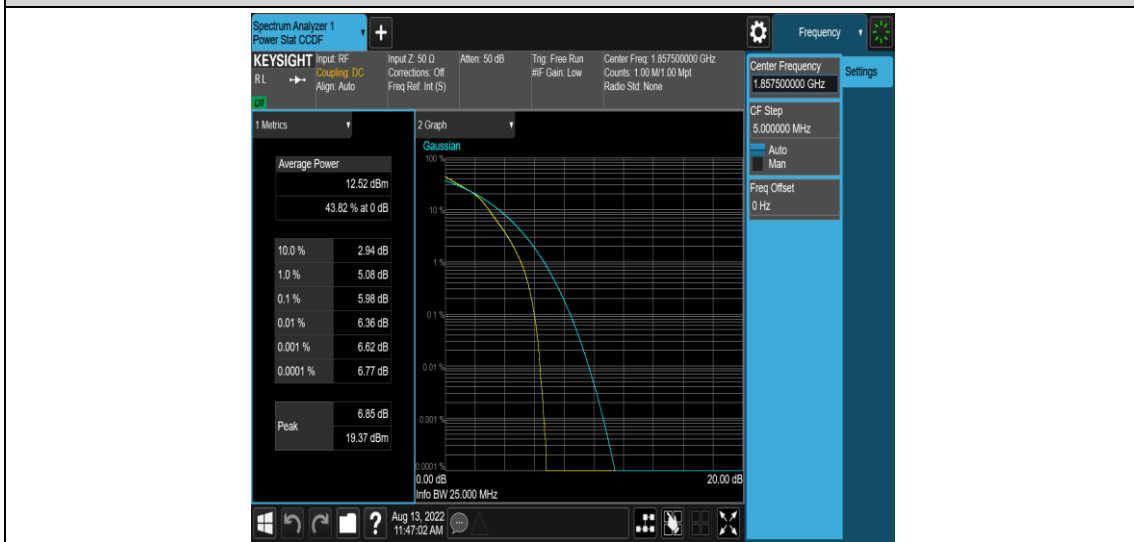 Spectrum Analyzer 1
Power Stat CCDF
Frequency
KEYSIGHT
RL
Input: RF
Coupling: DC
Align: Auto
Input Z: 50 Ω
Corrections: Off
Freq Ref: Int (S)
Atten: 50 dB
Trig: Free Run
#IF Gain: Low
Center Freq: 1.857500000 GHz
Counts: 1.00 M/1.00 Mpt
Radio Std: None
Center Frequency
1.857500000 GHz
Settings
CF Step
5.000000 MHz
Auto
Man
Freq Offset
0 Hz
1 Metrics
Average Power
12.52 dBm
43.82 % at 0 dB
10.0 % 2.94 dB
1.0 % 5.08 dB
0.1 % 5.98 dB
0.01 % 6.36 dB
0.001 % 6.62 dB
0.0001 % 6.77 dB
Peak
6.85 dB
19.37 dBm
2 Graph
Gaussian
100 %
10 %
1 %
0.1 %
0.01 %
0.001 %
0.0001 %
0.00 dB
20.00 dB
Info BW 25.000 MHz
?
Aug 13, 2022
11:47:02 AM